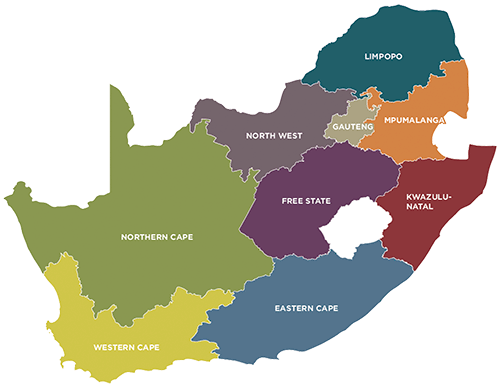 LIMPOPO
MPUMALANGA
GAUTENG
NORTH WEST
KWAZULU-
NATAL
FREE STATE
NORTHERN CAPE
EASTERN CAPE
WESTERN CAPE